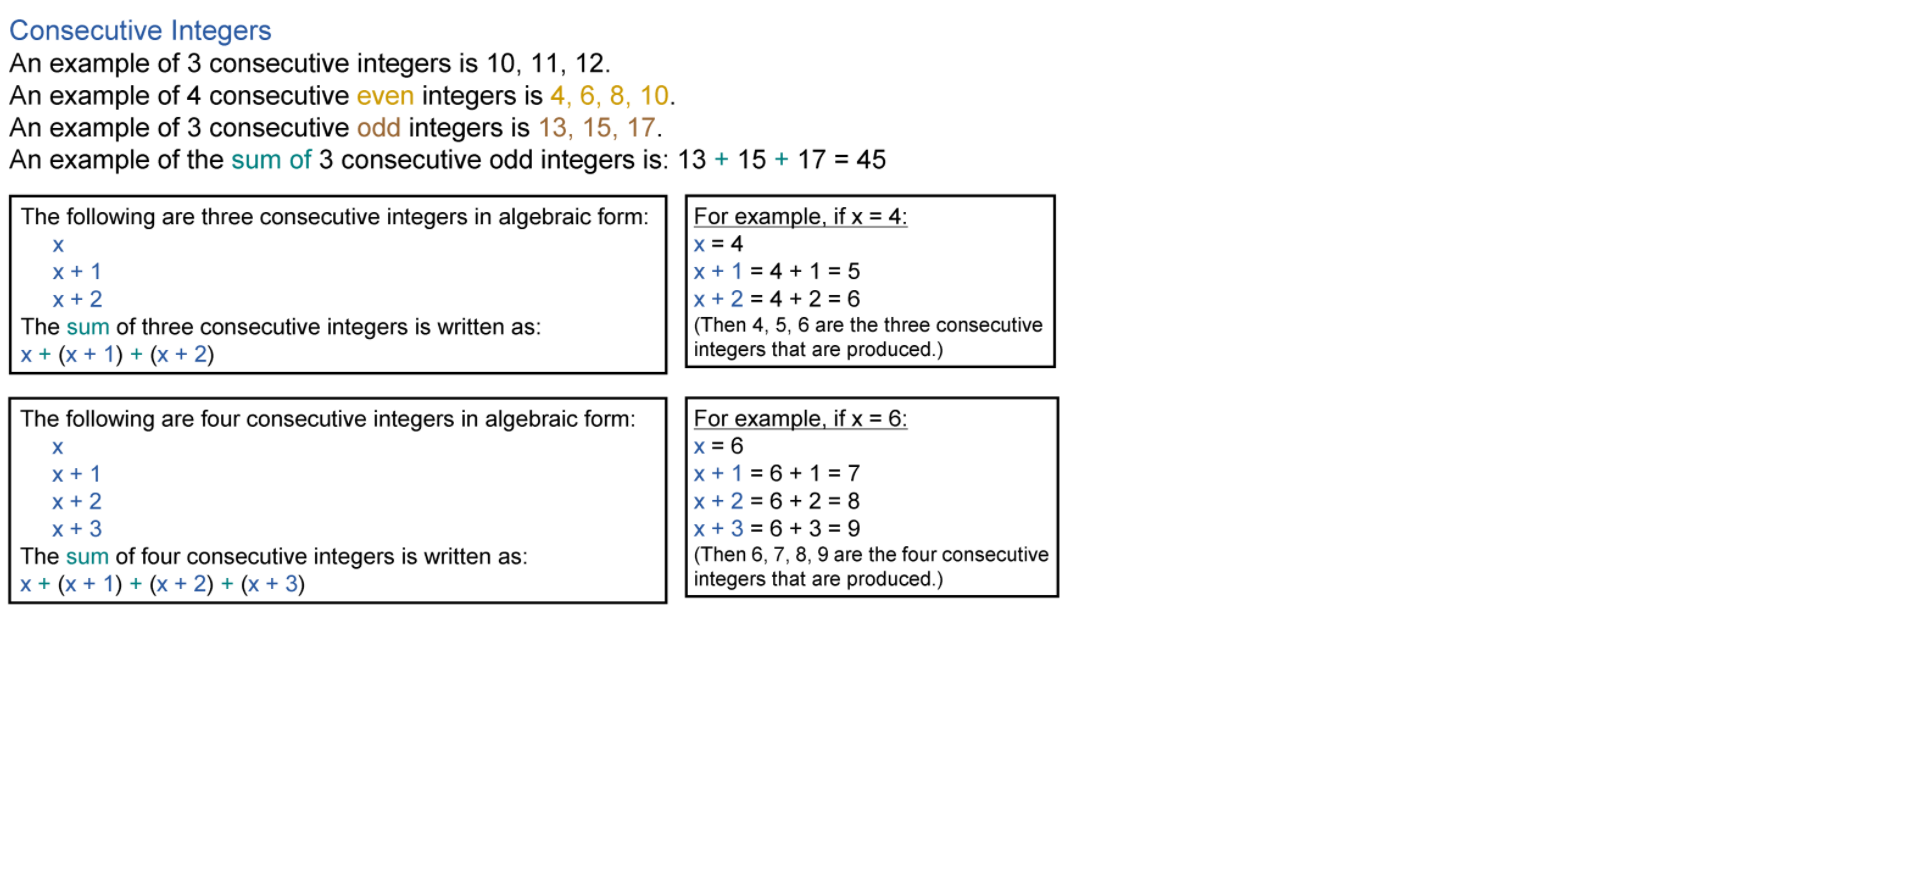 Consecutive Integers
An example of 3 consecutive integers is 10, 11, 12.
An example of 4 consecutive even integers is 4, 6, 8, 10.
An example of 3 consecutive odd integers is 13, 15, 17.
An example of the sum of 3 consecutive odd integers is: 13 + 15 + 17 = 45
The following are three consecutive integers in algebraic form:
x
x + 1
x + 2
The sum of three consecutive integers is written as:
x + (x + 1) + (x + 2)
For example, if x = 4:
x = 4
x + 1 = 4 + 1 = 5
x + 2 = 4 + 2 = 6
(Then 4, 5, 6 are the three consecutive
integers that are produced.)
The following are four consecutive integers in algebraic form:
x
x + 1
x + 2
x + 3
The sum of four consecutive integers is written as:
x + (x + 1) + (x + 2) + (x + 3)
For example, if x = 6:
x = 6
x + 1 = 6 + 1 = 7
x + 2 = 6 + 2 = 8
x + 3 = 6 + 3 = 9
(Then 6, 7, 8, 9 are the four consecutive
integers that are produced.)